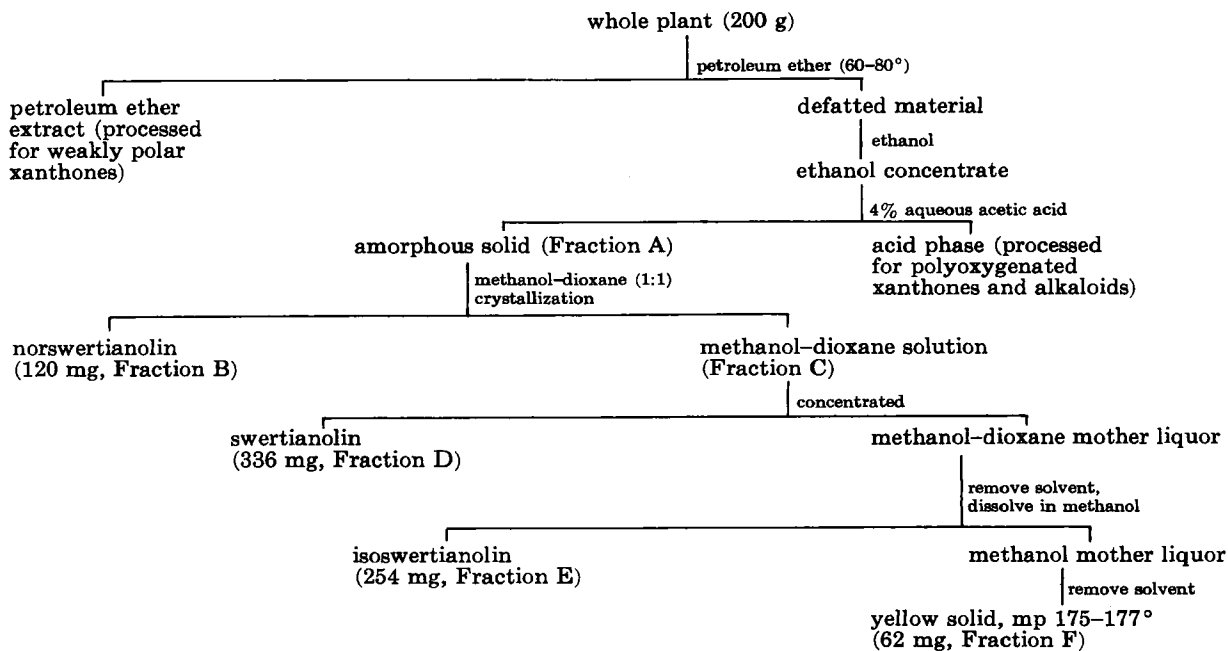 whole plant (200 g)
petroleum ether (60–80°)
petroleum ether
extract (processed
for weakly polar
xanthones)
defatted material
ethanol
ethanol concentrate
4% aqueous acetic acid
amorphous solid (Fraction A)
acid phase (processed
for polyoxygenated
xanthones and alkaloids)
methanol–dioxane (1:1)
crystallization
norswertianolin
(120 mg, Fraction B)
methanol–dioxane solution
(Fraction C)
concentrated
swertianolin
(336 mg, Fraction D)
methanol–dioxane mother liquor
remove solvent,
dissolve in methanol
isoswertianolin
(254 mg, Fraction E)
methanol mother liquor
remove solvent
yellow solid, mp 175–177°
(62 mg, Fraction F)